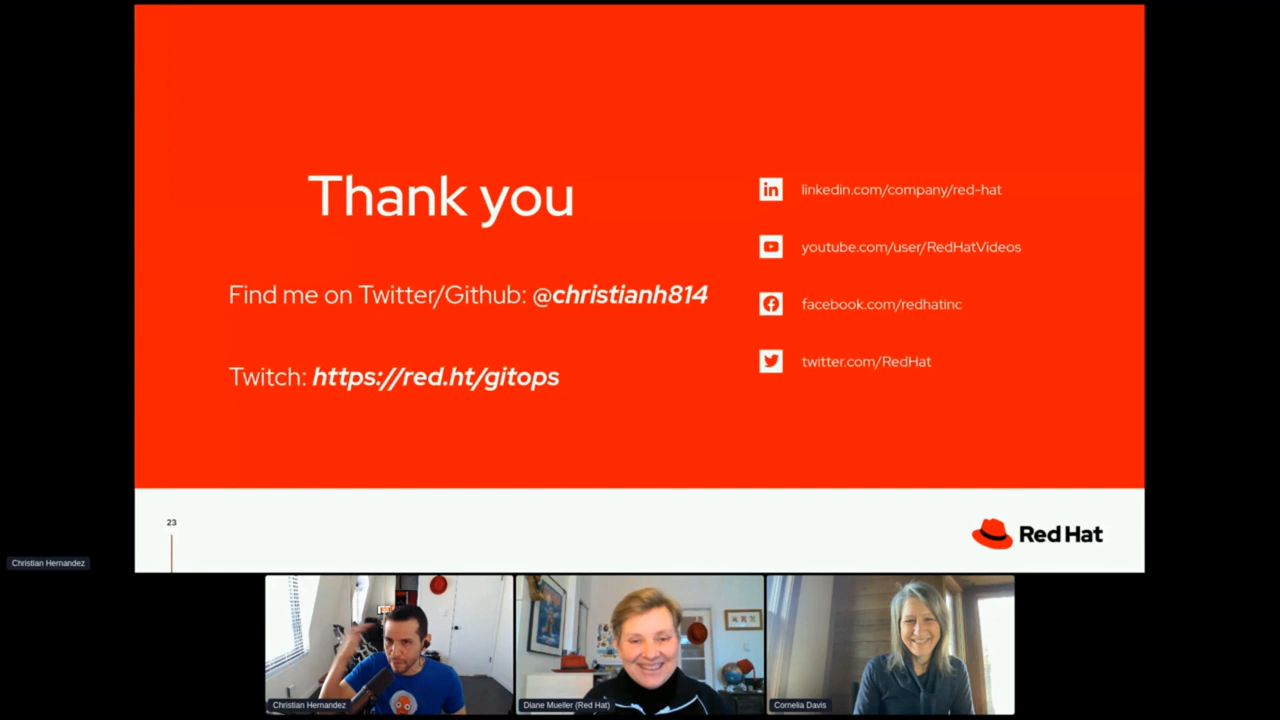 Thank you
Find me on Twitter/Github: @christianh814
Twitch: https://red.ht/gitops
in
linkedin.com/company/red-hat
youtube.com/user/RedHatVideos
facebook.com/redhatinc
twitter.com/RedHat
23
Red Hat
Christian Hernandez
Christian Hernandez
Diane Mueller (Red Hat)
Cornelia Davis